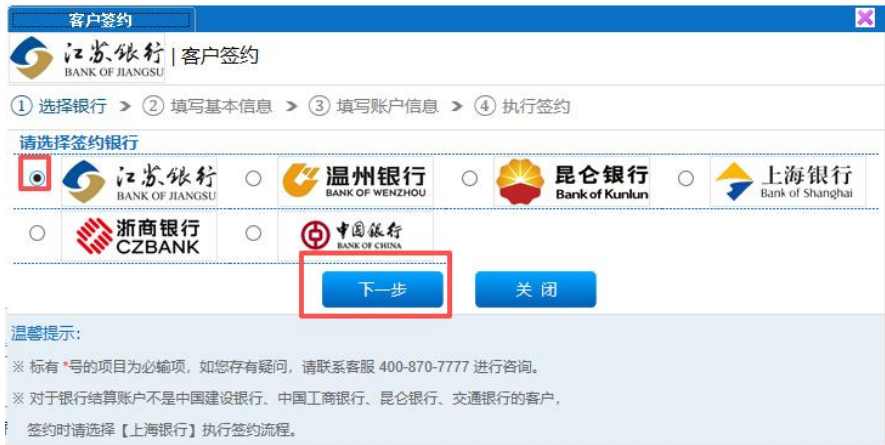 客户签约
江苏银行 | 客户签约
BANK OF JIANGSU
① 选择银行 > ② 填写基本信息 > ③ 填写账户信息 > ④ 执行签约
请选择签约银行
江苏银行 温州银行 昆仑银行 上海银行
BANK OF JIANGSU BANK OF WENZHOU Bank of Kunlun Bank of Shanghai
浙商银行 中国银行
CZBANK BANK OF CHINA
下一步 关 闭
温馨提示:
※ 标有 *号的项目为必输项，如您存有疑问，请联系客服 400-870-7777 进行咨询。
※ 对于银行结算账户不是中国建设银行、中国工商银行、昆仑银行、交通银行的客户，
签约时请选择【上海银行】执行签约流程。